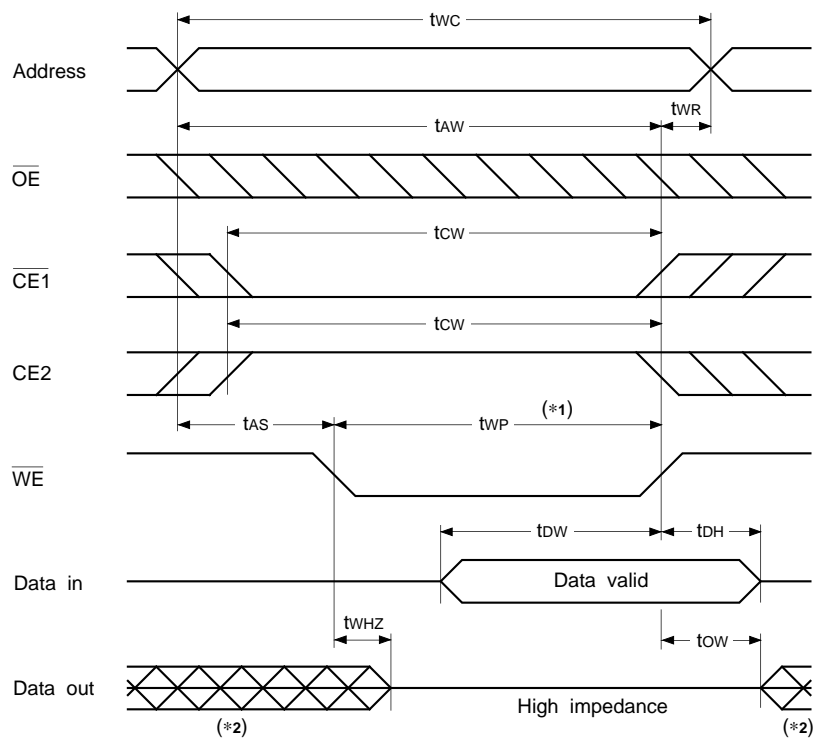 tWC
Address
tAW
tWR
OE
tCW
CE1
tCW
CE2
tAS
tWP
(*1)
WE
tDW
tDH
Data in
Data valid
tWHZ
tOW
Data out
High impedance
(*2)
(*2)